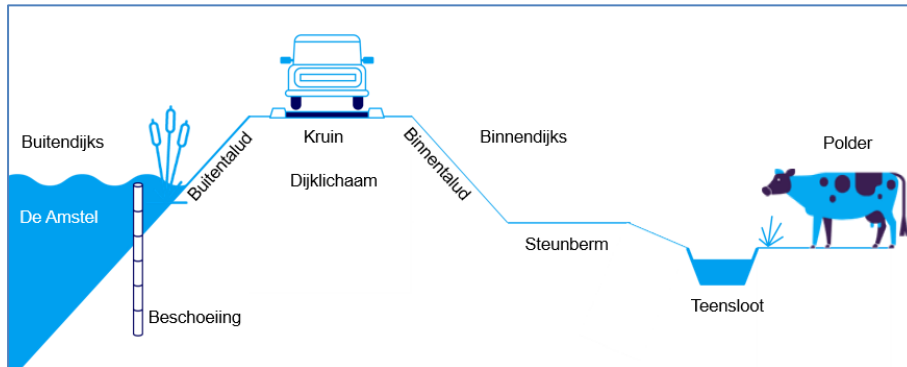 Buitendijks
Buitentalud
Kruin
Binnentalud
Binnendijks
Polder
Dijklichaam
De Amstel
Steunberm
Teensloot
Beschoeiing